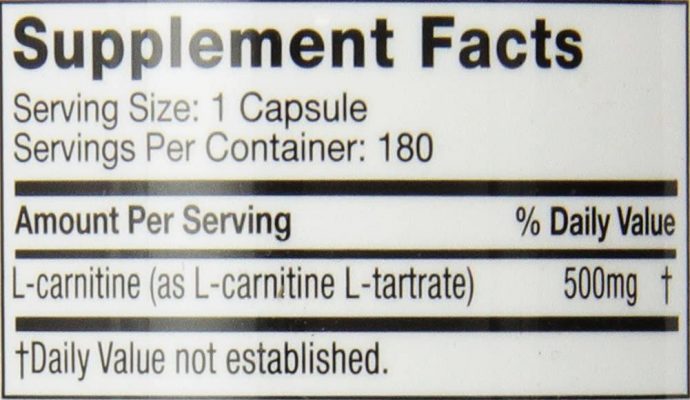 Supplement Facts
Serving Size: 1 Capsule
Servings Per Container: 180
Amount Per Serving % Daily Value
L-carnitine (as L-carnitine L-tartrate) 500mg †
†Daily Value not established.